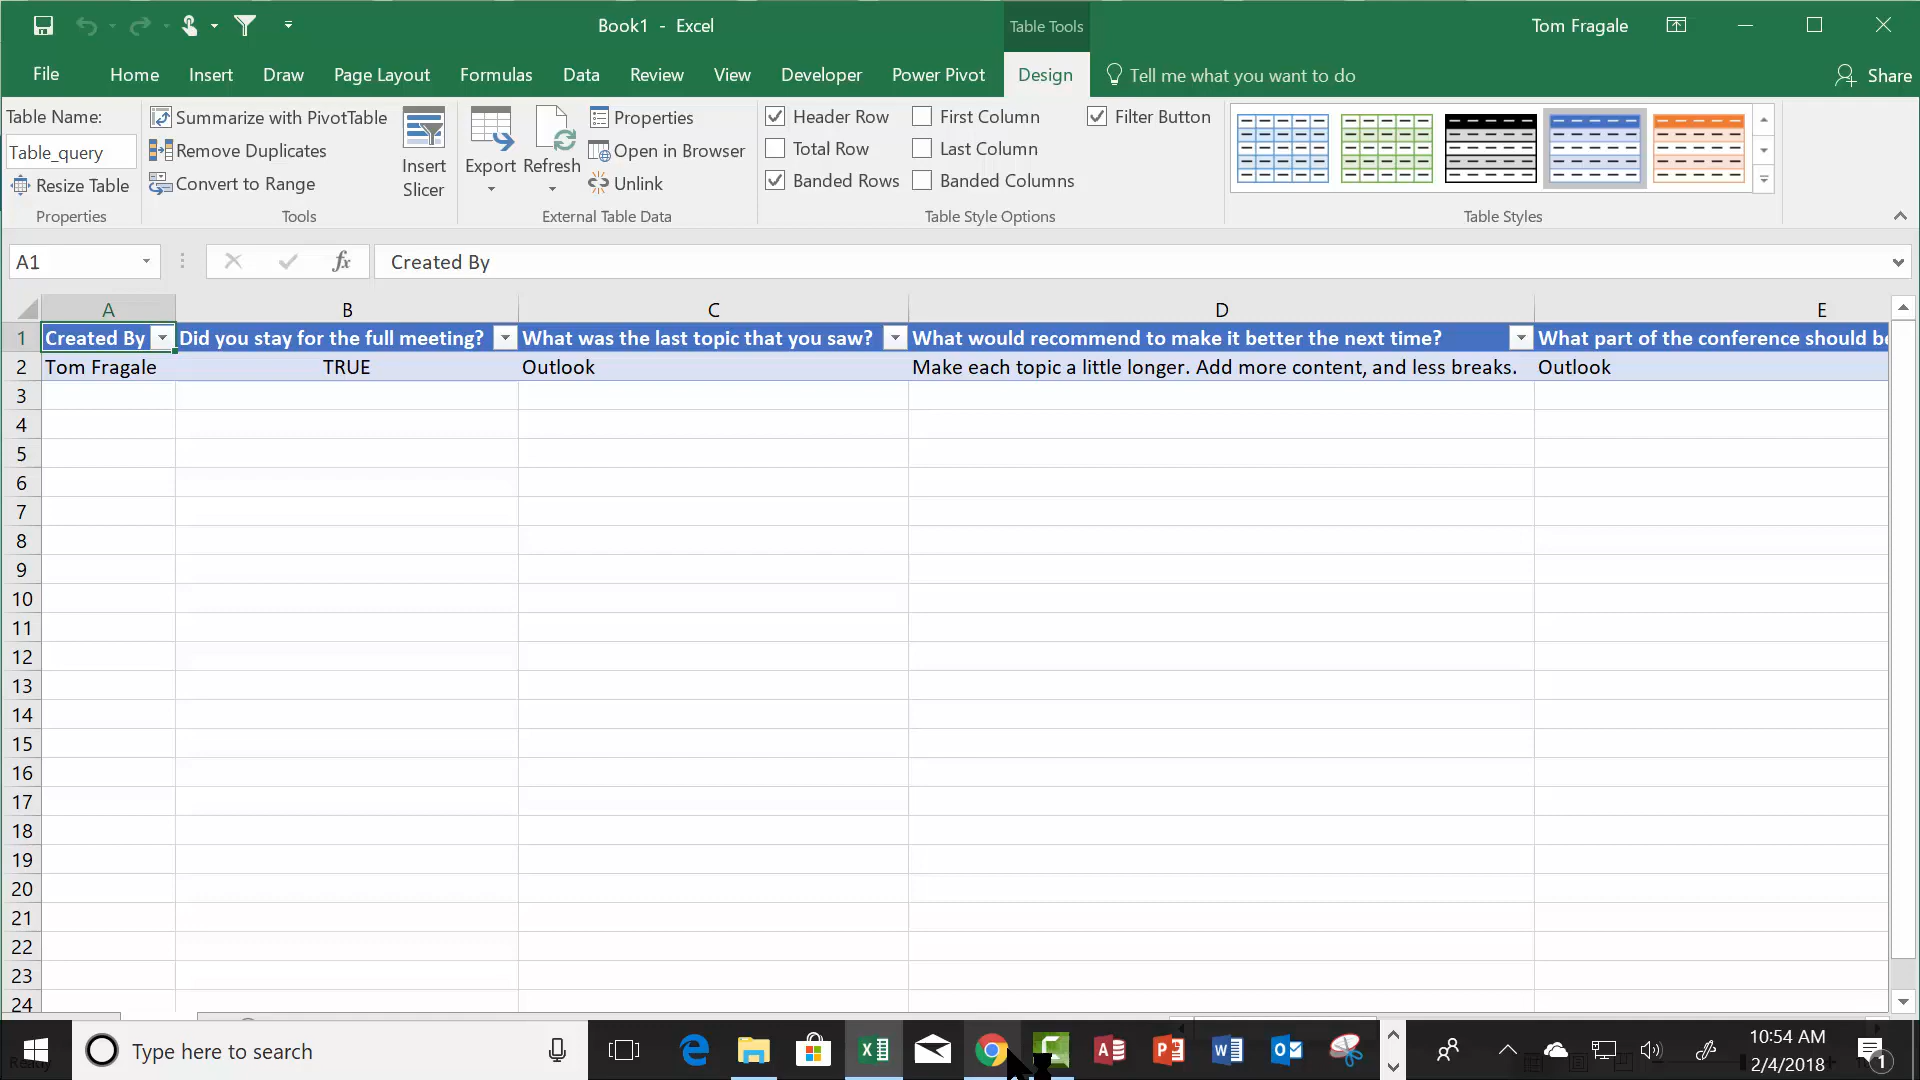 Book1 - Excel
Table Tools
Tom Fragale
File
Home
Insert
Draw
Page Layout
Formulas
Data
Review
View
Developer
Power Pivot
Design
Tell me what you want to do
Share
Table Name:
Table_query
Resize Table
Properties
Summarize with PivotTable
Remove Duplicates
Convert to Range
Tools
Insert
Slicer
Export
Refresh
Properties
Open in Browser
Unlink
External Table Data
Header Row
Total Row
Banded Rows
First Column
Last Column
Banded Columns
Filter Button
Table Style Options
Table Styles
A1
fx
Created By
A B C D E
1 Created By Did you stay for the full meeting? What was the last topic that you saw? What would recommend to make it better the next time? What part of the conference should be
2 Tom Fragale TRUE Outlook Make each topic a little longer. Add more content, and less breaks. Outlook
3
4
5
6
7
8
9
10
11
12
13
14
15
16
17
18
19
20
21
22
23
24
Type here to search
10:54 AM
2/4/2018
1